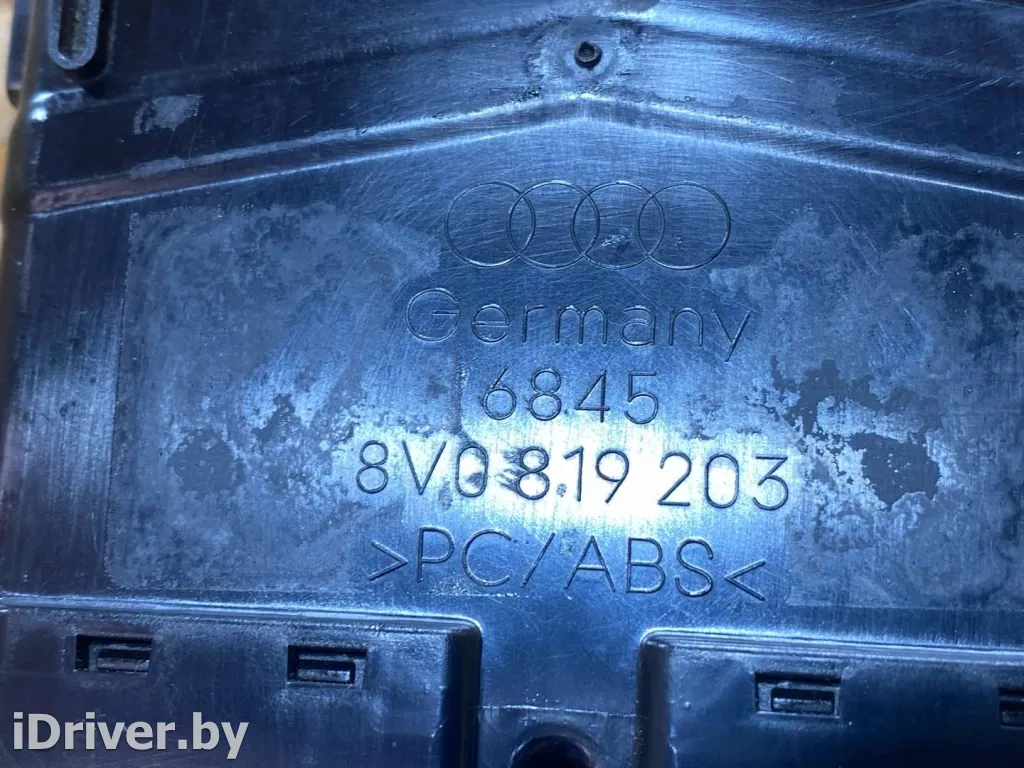 Germany
6845
8V0 819 203
>PC/ABS<
iDriver.by